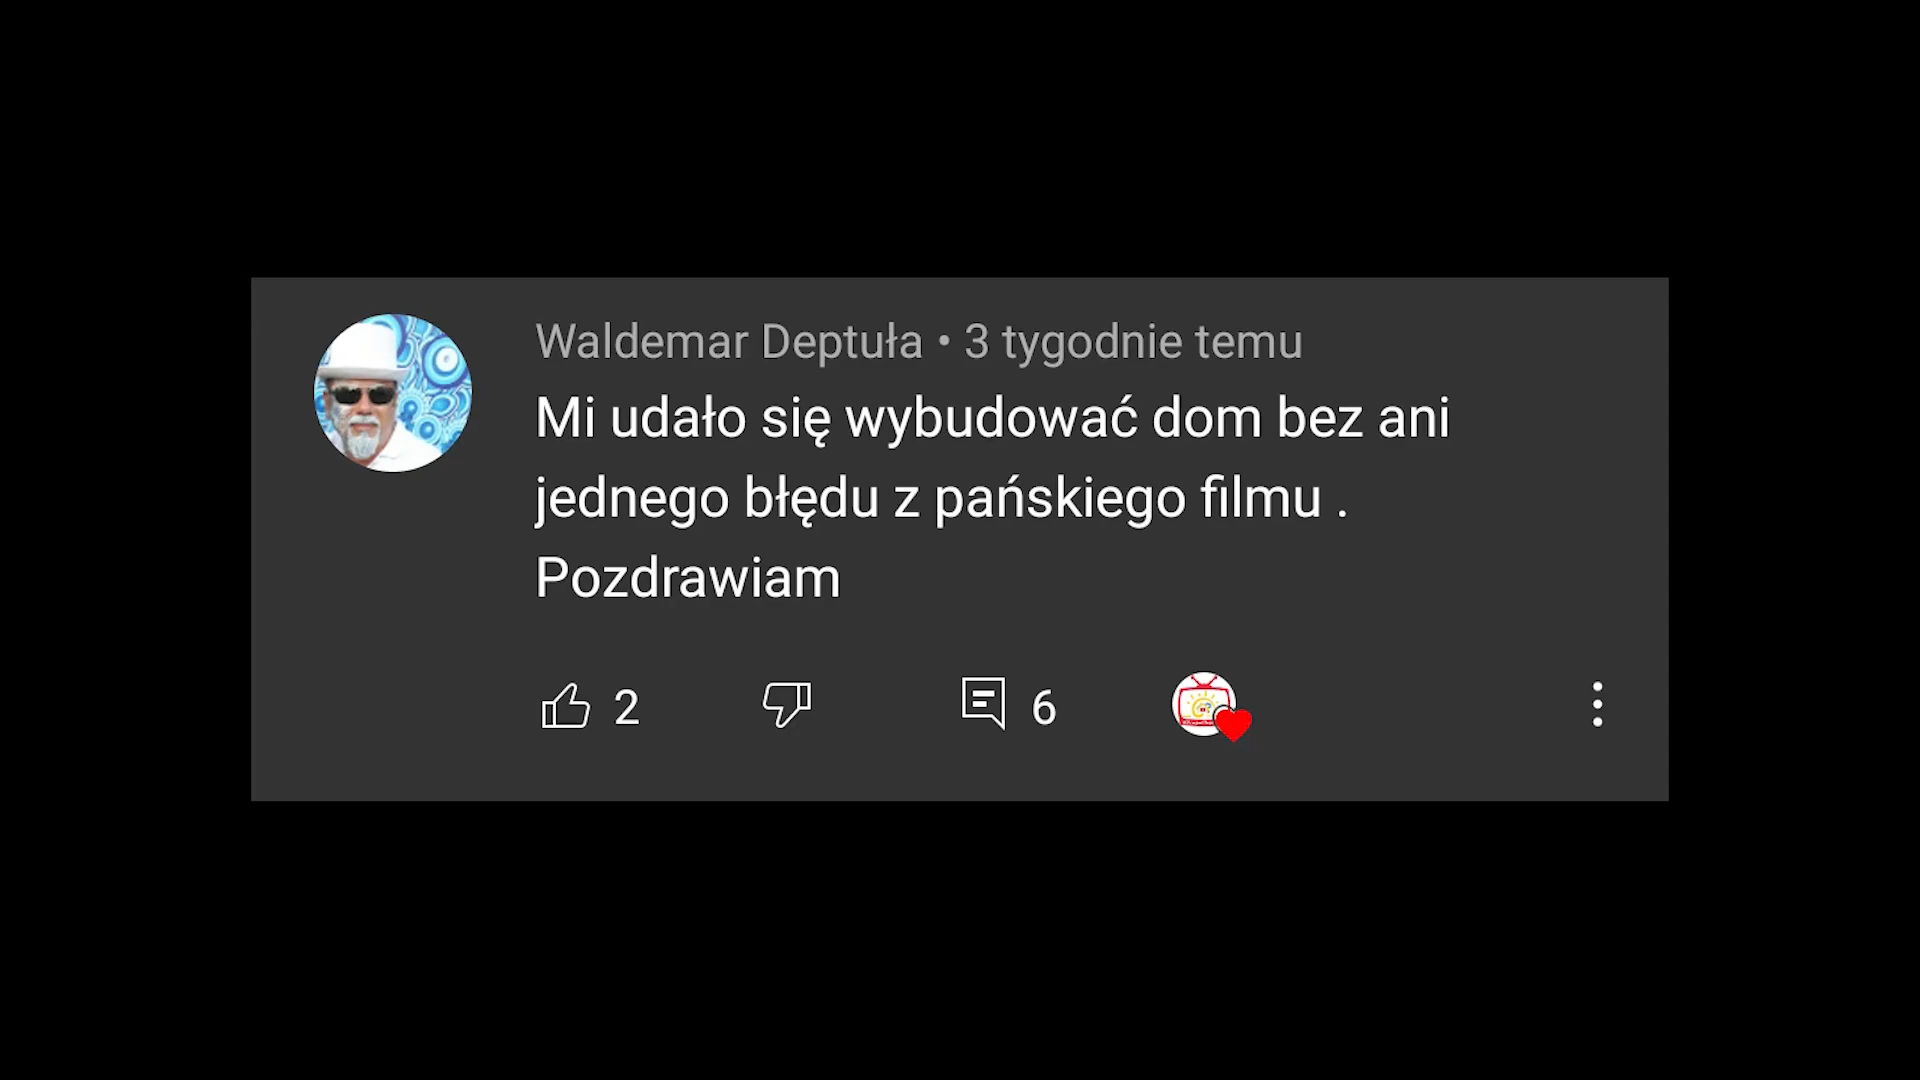 Waldemar Deptuła • 3 tygodnie temu
Mi udało się wybudować dom bez ani
jednego błędu z pańskiego filmu .
Pozdrawiam
2
6